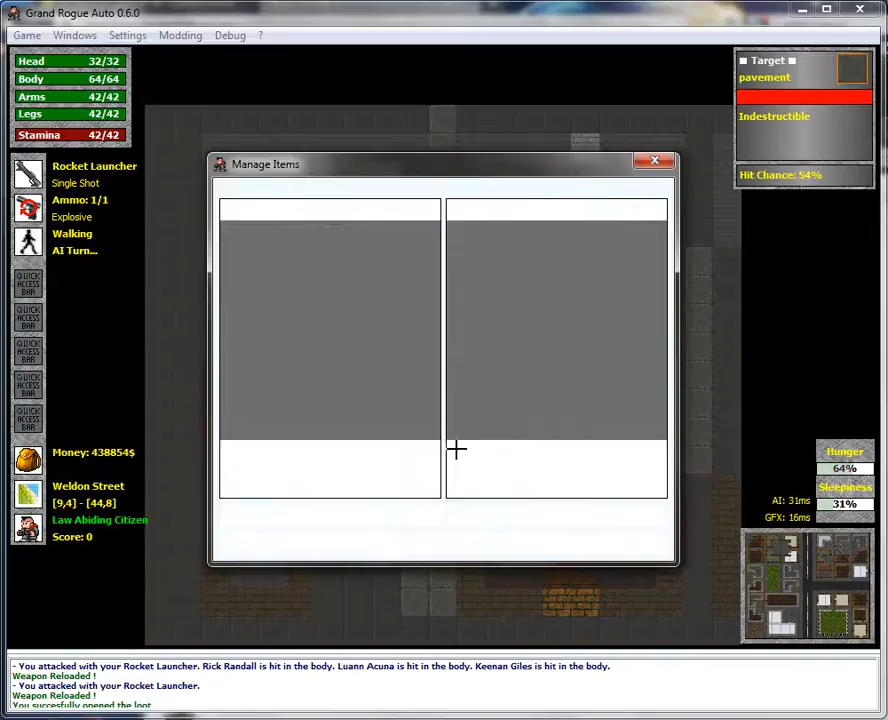 Grand Rogue Auto 0.6.0
Game Windows Settings Modding Debug ?
Head 32/32
Body 64/64
Arms 42/42
Legs 42/42
Stamina 42/42
Rocket Launcher
Single Shot
Ammo: 1/1
Explosive
Walking
AI Turn...
QUICK ACCESS BAR
QUICK ACCESS BAR
QUICK ACCESS BAR
QUICK ACCESS BAR
QUICK ACCESS BAR
Money: 438854$
Weldon Street
[9,4] - [44,8]
Law Abiding Citizen
Score: 0
Manage Items
Target
pavement
Indestructible
Hit Chance: 54%
Hunger
64%
Sleepiness
31%
AI: 31ms
GFX: 16ms
- You attacked with your Rocket Launcher. Rick Randall is hit in the body. Luann Acuna is hit in the body. Keenan Giles is hit in the body.
Weapon Reloaded !
- You attacked with your Rocket Launcher.
Weapon Reloaded !
You succesfully opened the loot